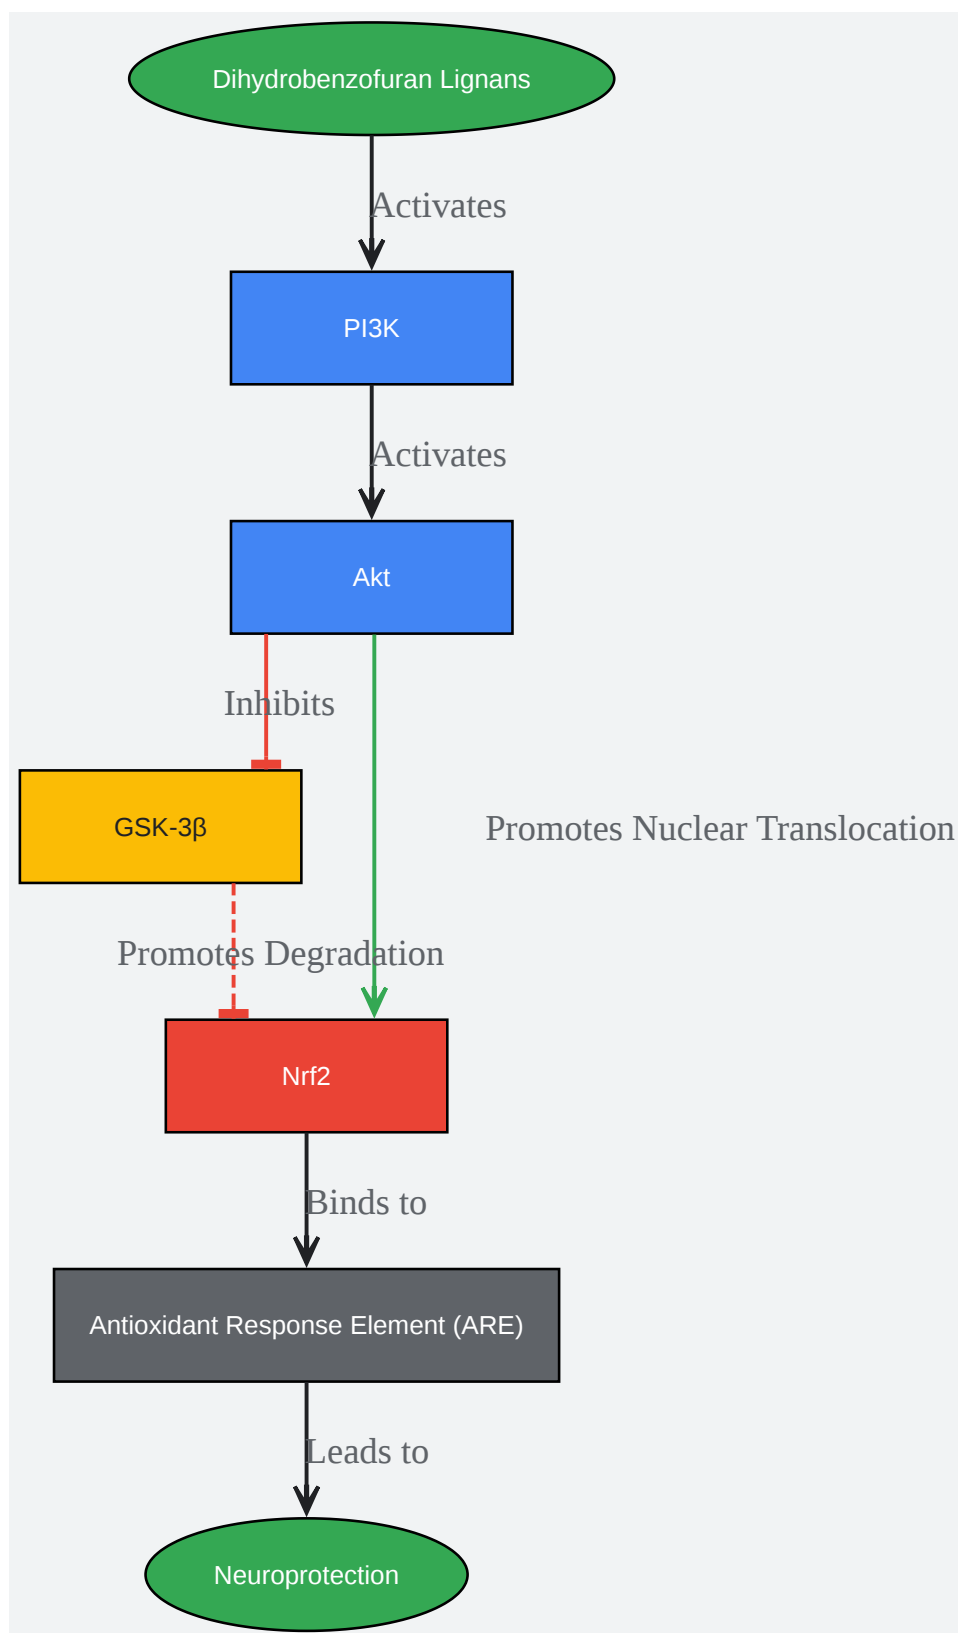 Dihydrobenzofuran Lignans
Activates
PI3K
Activates
Akt
Inhibits
GSK-3β
Promotes Nuclear Translocation
Promotes Degradation
Nrf2
Binds to
Antioxidant Response Element (ARE)
Leads to
Neuroprotection